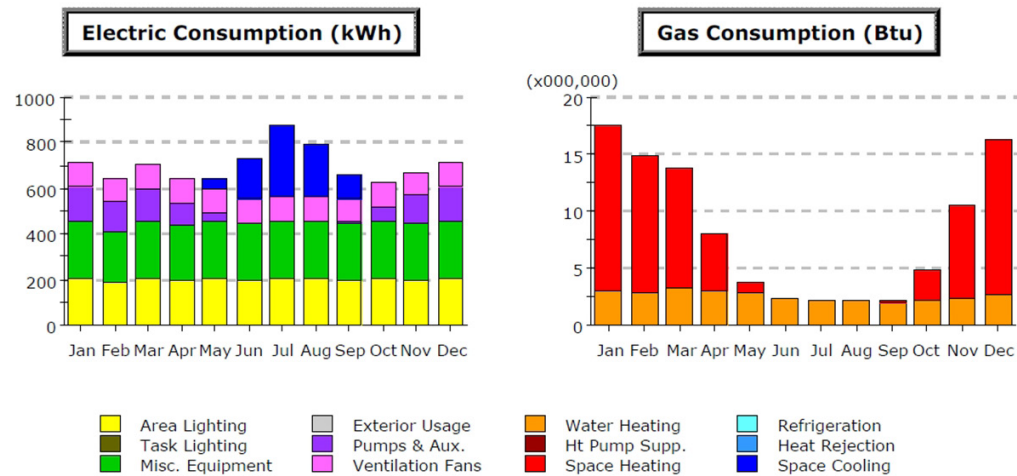 Electric Consumption (kWh)
Gas Consumption (Btu)
(x000,000)
1000
800
600
400
200
0
Jan Feb Mar Apr May Jun Jul Aug Sep Oct Nov Dec
20
15
10
5
0
Jan Feb Mar Apr May Jun Jul Aug Sep Oct Nov Dec
Area Lighting
Task Lighting
Misc. Equipment
Exterior Usage
Pumps & Aux.
Ventilation Fans
Water Heating
Ht Pump Supp.
Space Heating
Refrigeration
Heat Rejection
Space Cooling